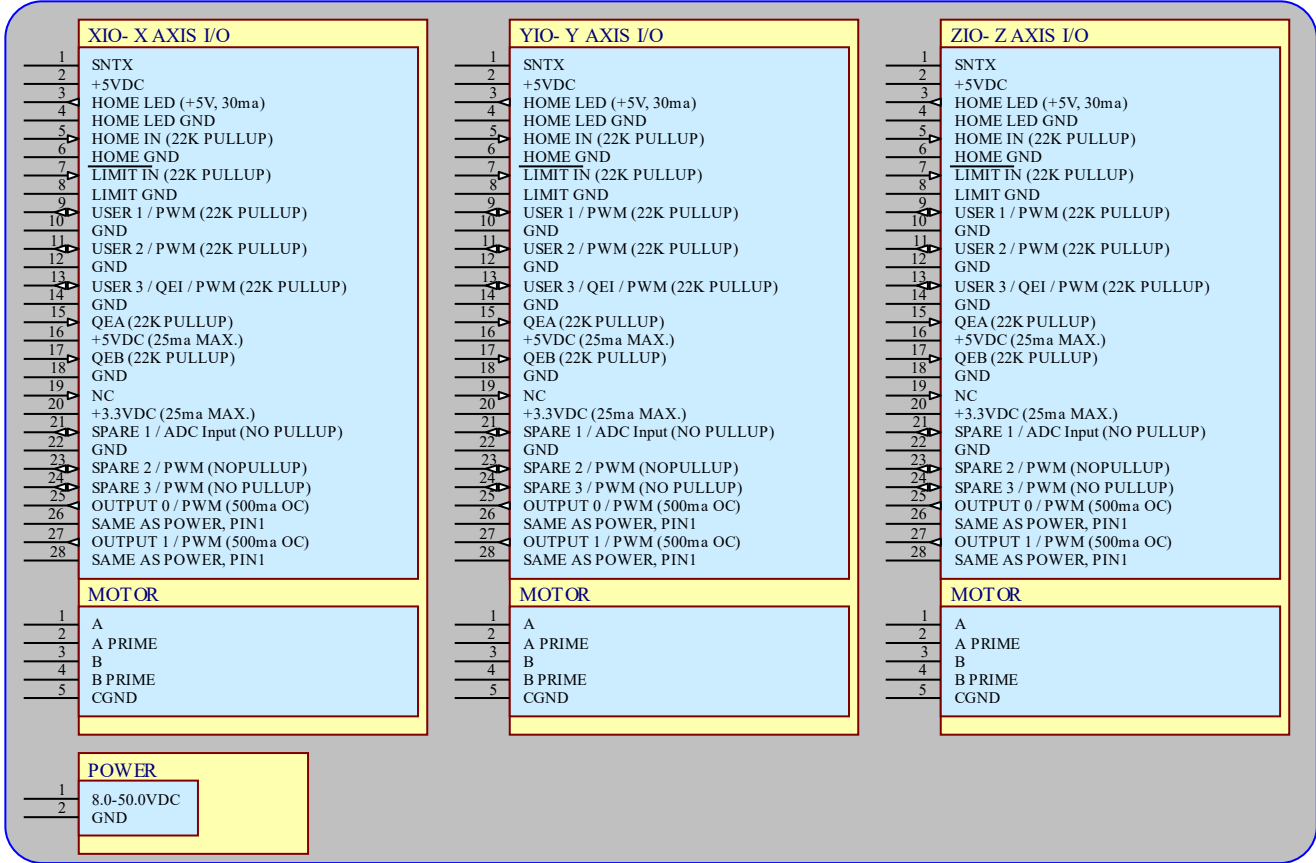 XIO- X AXIS I/O
1 SNTX
2 +5VDC
3 HOME LED (+5V, 30ma)
4 HOME LED GND
5 HOME IN (22K PULLUP)
6 HOME GND
7 LIMIT IN (22K PULLUP)
8 LIMIT GND
9 USER 1 / PWM (22K PULLUP)
10 GND
11 USER 2 / PWM (22K PULLUP)
12 GND
13 USER 3 / QEI / PWM (22K PULLUP)
14 GND
15 QEA (22K PULLUP)
16 +5VDC (25ma MAX.)
17 QEB (22K PULLUP)
18 GND
19 NC
20 +3.3VDC (25ma MAX.)
21 SPARE 1 / ADC Input (NO PULLUP)
22 GND
23 SPARE 2 / PWM (NOPULLUP)
24 SPARE 3 / PWM (NO PULLUP)
25 OUTPUT 0 / PWM (500ma OC)
26 SAME AS POWER, PIN1
27 OUTPUT 1 / PWM (500ma OC)
28 SAME AS POWER, PIN1
MOTOR
1 A
2 A PRIME
3 B
4 B PRIME
5 CGND
YIO- Y AXIS I/O
1 SNTX
2 +5VDC
3 HOME LED (+5V, 30ma)
4 HOME LED GND
5 HOME IN (22K PULLUP)
6 HOME GND
7 LIMIT IN (22K PULLUP)
8 LIMIT GND
9 USER 1 / PWM (22K PULLUP)
10 GND
11 USER 2 / PWM (22K PULLUP)
12 GND
13 USER 3 / QEI / PWM (22K PULLUP)
14 GND
15 QEA (22K PULLUP)
16 +5VDC (25ma MAX.)
17 QEB (22K PULLUP)
18 GND
19 NC
20 +3.3VDC (25ma MAX.)
21 SPARE 1 / ADC Input (NO PULLUP)
22 GND
23 SPARE 2 / PWM (NOPULLUP)
24 SPARE 3 / PWM (NO PULLUP)
25 OUTPUT 0 / PWM (500ma OC)
26 SAME AS POWER, PIN1
27 OUTPUT 1 / PWM (500ma OC)
28 SAME AS POWER, PIN1
MOTOR
1 A
2 A PRIME
3 B
4 B PRIME
5 CGND
ZIO- Z AXIS I/O
1 SNTX
2 +5VDC
3 HOME LED (+5V, 30ma)
4 HOME LED GND
5 HOME IN (22K PULLUP)
6 HOME GND
7 LIMIT IN (22K PULLUP)
8 LIMIT GND
9 USER 1 / PWM (22K PULLUP)
10 GND
11 USER 2 / PWM (22K PULLUP)
12 GND
13 USER 3 / QEI / PWM (22K PULLUP)
14 GND
15 QEA (22K PULLUP)
16 +5VDC (25ma MAX.)
17 QEB (22K PULLUP)
18 GND
19 NC
20 +3.3VDC (25ma MAX.)
21 SPARE 1 / ADC Input (NO PULLUP)
22 GND
23 SPARE 2 / PWM (NOPULLUP)
24 SPARE 3 / PWM (NO PULLUP)
25 OUTPUT 0 / PWM (500ma OC)
26 SAME AS POWER, PIN1
27 OUTPUT 1 / PWM (500ma OC)
28 SAME AS POWER, PIN1
MOTOR
1 A
2 A PRIME
3 B
4 B PRIME
5 CGND
POWER
1 8.0-50.0VDC
2 GND